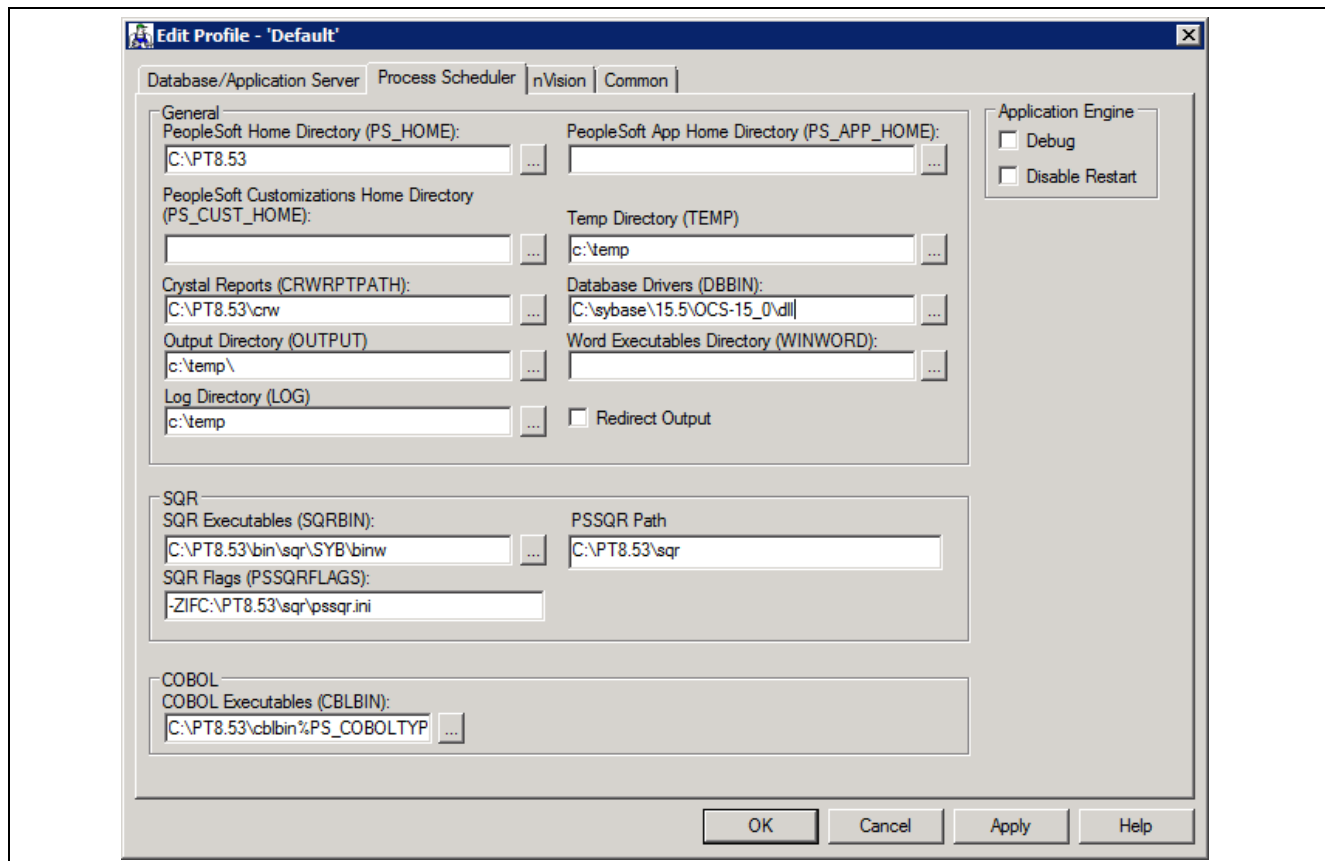 Edit Profile - 'Default'
Database/Application Server Process Scheduler nVision Common
General
PeopleSoft Home Directory (PS_HOME):
C:\PT8.53
...
PeopleSoft App Home Directory (PS_APP_HOME):
...
PeopleSoft Customizations Home Directory
(PS_CUST_HOME):
...
Temp Directory (TEMP)
c:\temp
...
Crystal Reports (CRWRPTPATH):
C:\PT8.53\crw
...
Database Drivers (DBBIN):
C:\sybase\15.5\OCS-15_0\dll
...
Output Directory (OUTPUT)
c:\temp\
...
Word Executables Directory (WINWORD):
...
Log Directory (LOG)
c:\temp
...
Redirect Output
Application Engine
Debug
Disable Restart
SQR
SQR Executables (SQRBIN):
C:\PT8.53\bin\sqr\SYB\binw
...
PSSQR Path
C:\PT8.53\sqr
SQR Flags (PSSQRFLAGS):
-ZIFC:\PT8.53\sqr\pssqr.ini
COBOL
COBOL Executables (CBLBIN):
C:\PT8.53\cblbin%PS_COBOLTYP
...
OK Cancel Apply Help